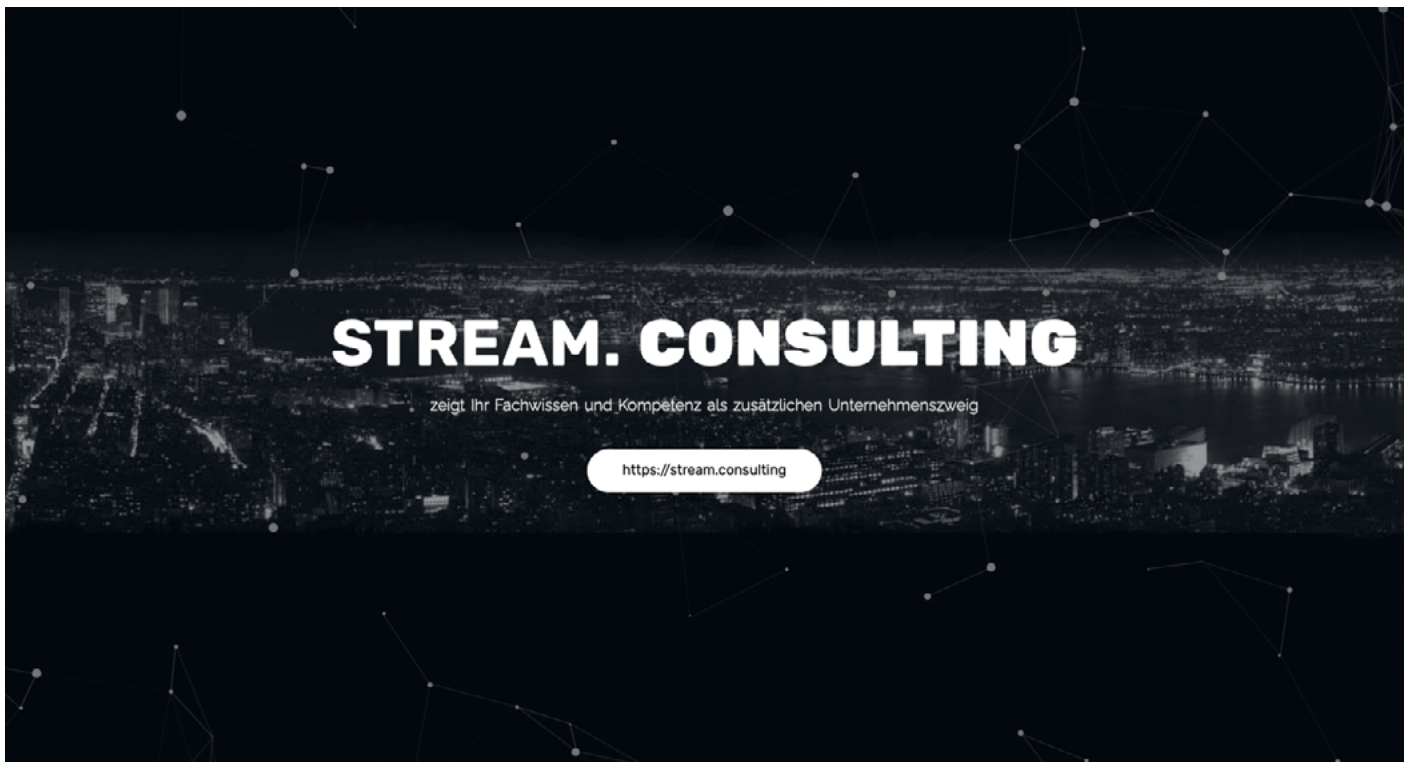 STREAM. CONSULTING
zeigt Ihr Fachwissen und Kompetenz als zusätzlichen Unternehmenszweig
https://stream.consulting